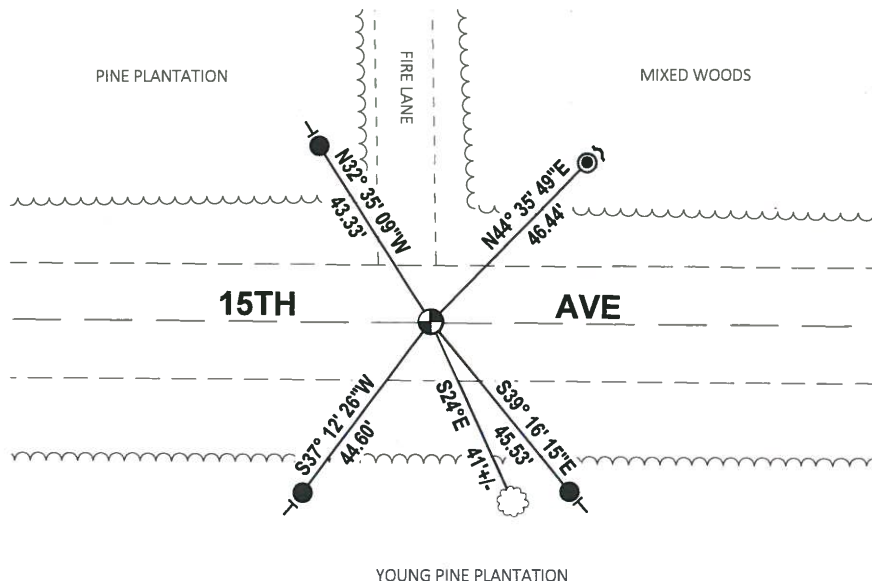 PINE PLANTATION
FIRE LANE
MIXED WOODS
N32° 35' 09"W
43.33'
N44° 35' 49"E
46.44'
15TH AVE
S37° 12' 26"W
44.60'
S24°E
41'+/-
S39° 16' 15"E
45.53'
YOUNG PINE PLANTATION